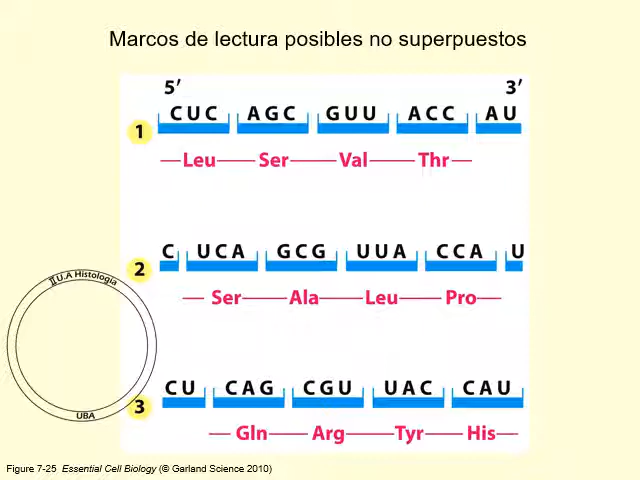 Marcos de lectura posibles no superpuestos
5′ 3′
CUC AGC GUU ACC AU
1
Leu Ser Val Thr
C UCA GCG UUA CCA U
2
Ser Ala Leu Pro
II U.A Histologia
UBA
CU CAG CGU UAC CAU
3
Gln Arg Tyr His
Figure 7-25 Essential Cell Biology (© Garland Science 2010)